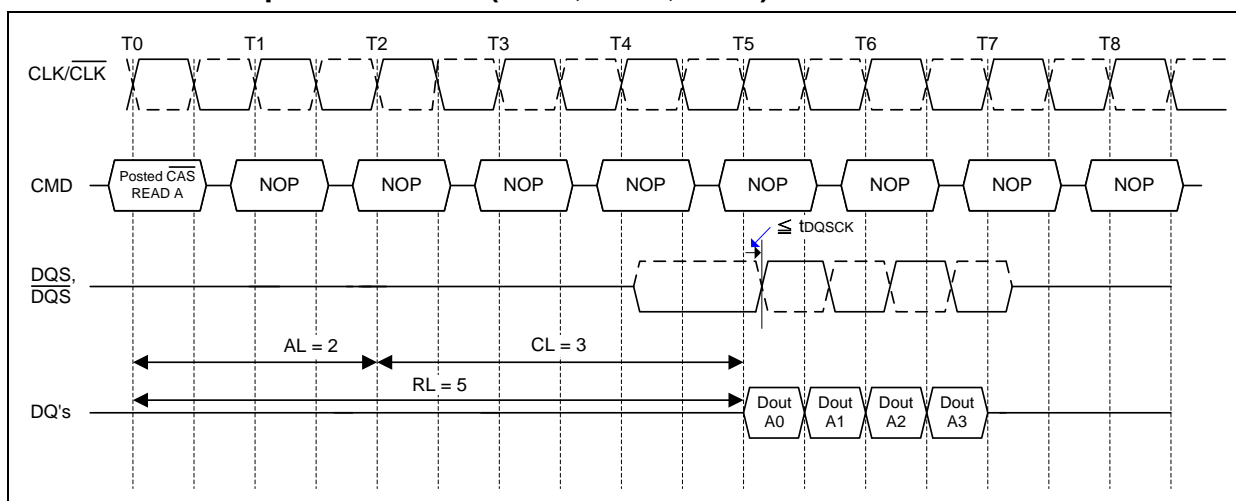 T0 T1 T2 T3 T4 T5 T6 T7 T8
CLK/CLK
CMD
Posted CAS
READ A
NOP NOP NOP NOP NOP NOP NOP NOP
≦ tDQSCK
DQS,
DQS
AL = 2 CL = 3
RL = 5
DQ's
Dout Dout Dout Dout
A0 A1 A2 A3